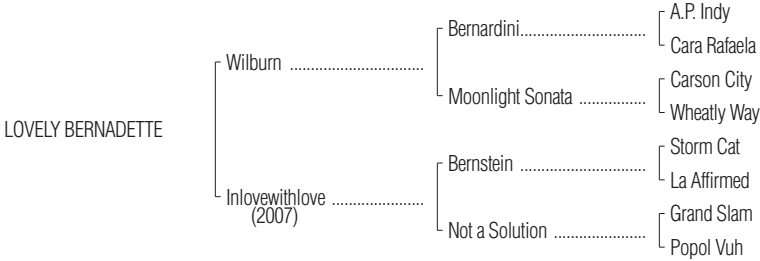 A.P. Indy
Bernardini..............................
Cara Rafaela
Wilburn ................................
Carson City
Moonlight Sonata ................
Wheatly Way
LOVELY BERNADETTE
Storm Cat
Bernstein ..............................
La Affirmed
Inlovewithlove ......................
(2007)
Grand Slam
Not a Solution ......................
Popol Vuh